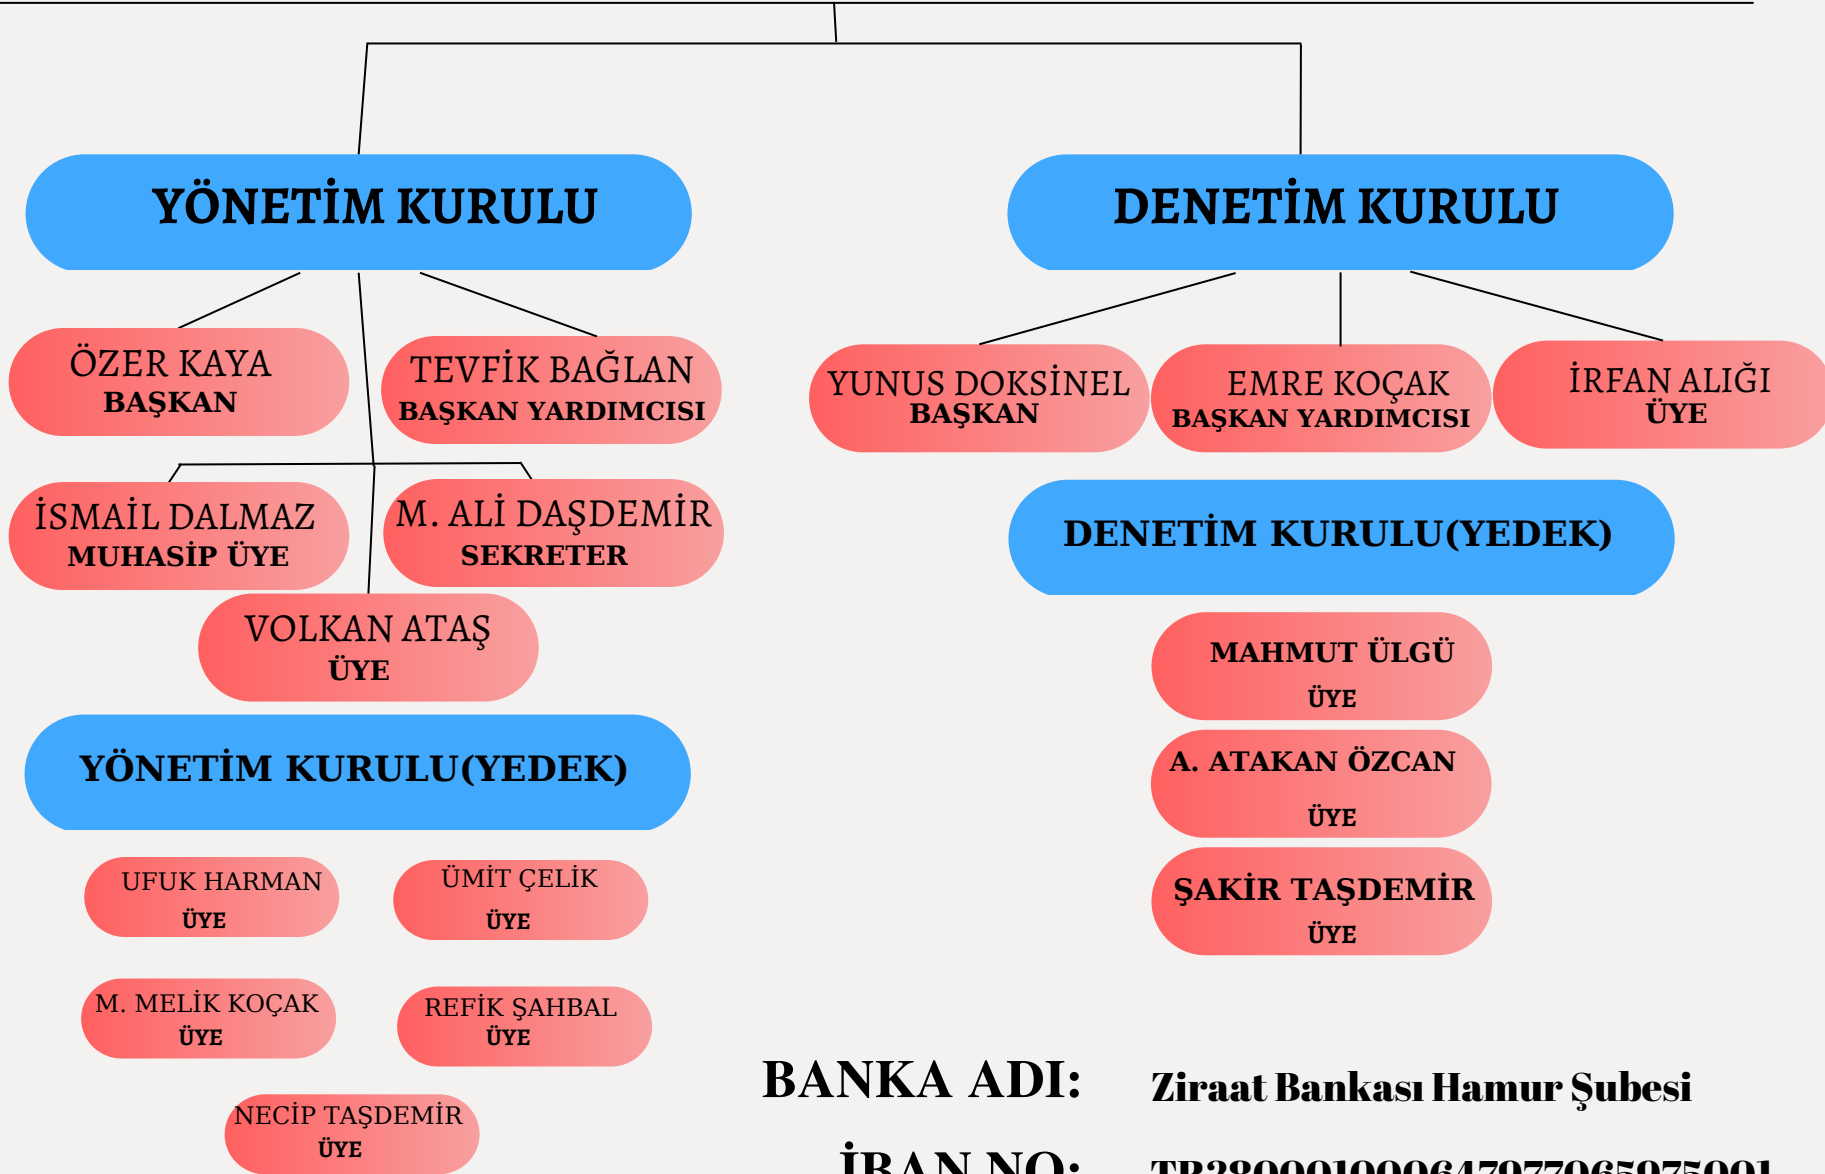 YÖNETİM KURULU
ÖZER KAYA
BAŞKAN
TEVFİK BAĞLAN
BAŞKAN YARDIMCISI
İSMAİL DALMAZ
MUHASİP ÜYE
M. ALİ DAŞDEMİR
SEKRETER
VOLKAN ATAŞ
ÜYE
YÖNETİM KURULU(YEDEK)
UFUK HARMAN
ÜYE
ÜMİT ÇELİK
ÜYE
M. MELİK KOÇAK
ÜYE
REFİK ŞAHBAL
ÜYE
NECİP TAŞDEMİR
ÜYE
DENETİM KURULU
YUNUS DOKSİNEL
BAŞKAN
EMRE KOÇAK
BAŞKAN YARDIMCISI
İRFAN ALIĞI
ÜYE
DENETİM KURULU(YEDEK)
MAHMUT ÜLGÜ
ÜYE
A. ATAKAN ÖZCAN
ÜYE
ŞAKİR TAŞDEMİR
ÜYE
BANKA ADI: Ziraat Bankası Hamur Şubesi
İBAN NO: